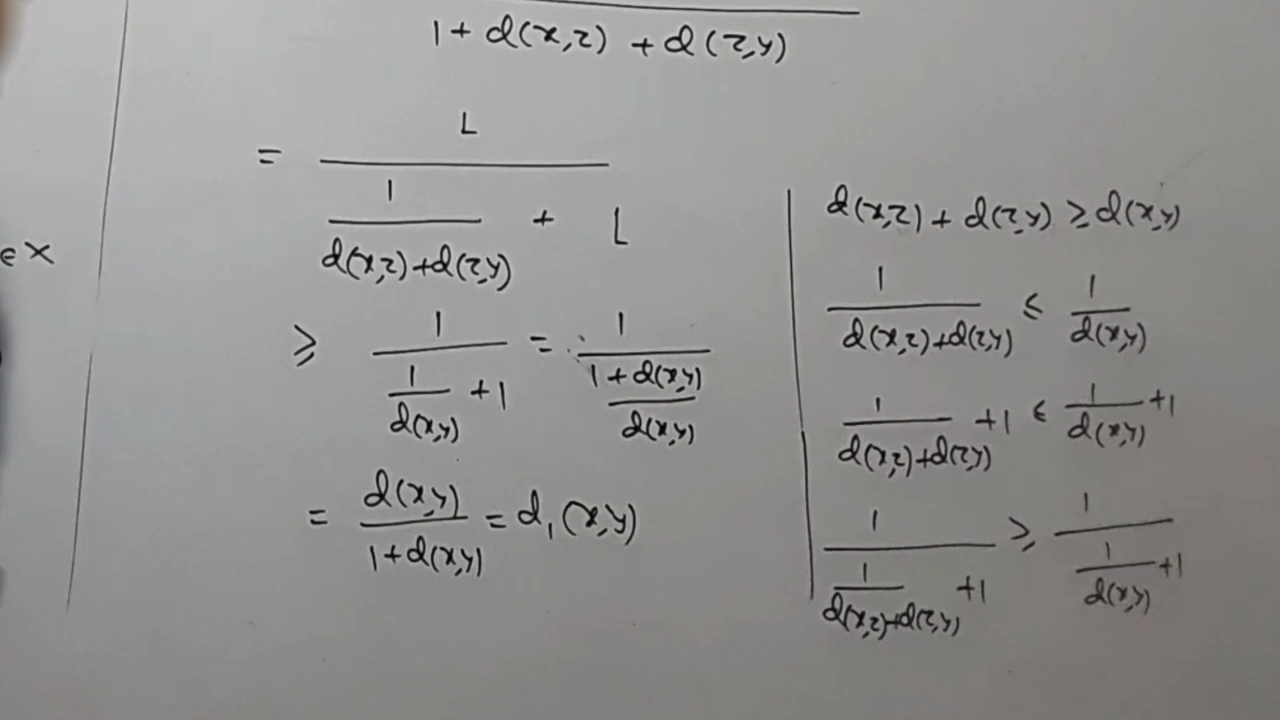 1 + d(x,z) + d(z,y)
= 1 / (1 / (d(x,z)+d(z,y)) + 1)
≥ 1 / (1/d(x,y) + 1) = 1 / ((1+d(x,y)) / d(x,y))
= d(x,y) / (1+d(x,y)) = d₁(x,y)
d(x,z) + d(z,y) ≥ d(x,y)
1 / (d(x,z)+d(z,y)) ≤ 1 / d(x,y)
1 / (d(x,z)+d(z,y)) + 1 ≤ 1 / d(x,y) + 1
1 / (1 / (d(x,z)+d(z,y)) + 1) ≥ 1 / (1 / d(x,y) + 1)